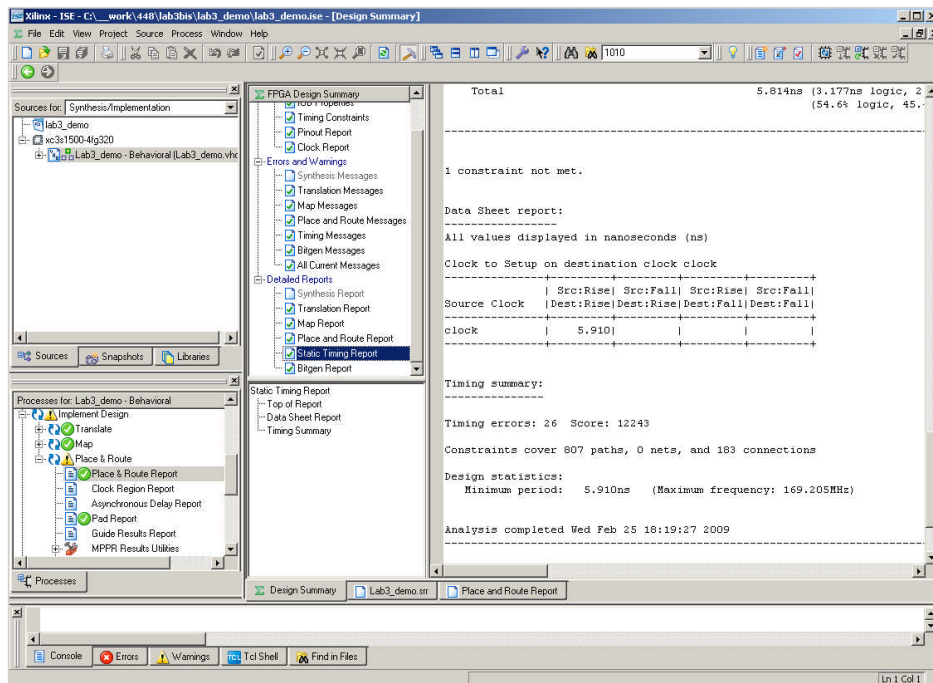 Xilinx - ISE - C:\__work\448\lab3bis\lab3_demo\lab3_demo.ise - [Design Summary]
File Edit View Project Source Process Window Help
1010
Sources for: Synthesis/Implementation
lab3_demo
xc3s1500-4fg320
Lab3_demo - Behavioral (Lab3_demo.vhd
Sources
Snapshots
Libraries
Processes for: Lab3_demo - Behavioral
Implement Design
Translate
Map
Place & Route
Place & Route Report
Clock Region Report
Asynchronous Delay Report
Pad Report
Guide Results Report
MPPR Results Utilities
Processes
FPGA Design Summary
IOB Properties
Timing Constraints
Pinout Report
Clock Report
Errors and Warnings
Synthesis Messages
Translation Messages
Map Messages
Place and Route Messages
Timing Messages
Bitgen Messages
All Current Messages
Detailed Reports
Synthesis Report
Translation Report
Map Report
Place and Route Report
Static Timing Report
Bitgen Report
Static Timing Report
Top of Report
Data Sheet Report
Timing Summary
Total 5.814ns (3.177ns logic, 2
(54.6% logic, 45.
--------------------------------------------------------------------------------
1 constraint not met.
Data Sheet report:
-----------------
All values displayed in nanoseconds (ns)
Clock to Setup on destination clock clock
---------------+---------+---------+---------+---------+
| Src:Rise| Src:Fall| Src:Rise| Src:Fall|
Source Clock |Dest:Rise|Dest:Rise|Dest:Fall|Dest:Fall|
---------------+---------+---------+---------+---------+
clock | 5.910| | | |
---------------+---------+---------+---------+---------+
Timing summary:
---------------
Timing errors: 26 Score: 12243
Constraints cover 807 paths, 0 nets, and 183 connections
Design statistics:
Minimum period: 5.910ns (Maximum frequency: 169.205MHz)
Analysis completed Wed Feb 25 18:19:27 2009
--------------------------------------------------------------------------------
Design Summary
Lab3_demo.srr
Place and Route Report
Console
Errors
Warnings
Tcl Shell
Find in Files
Ln 1 Col 1